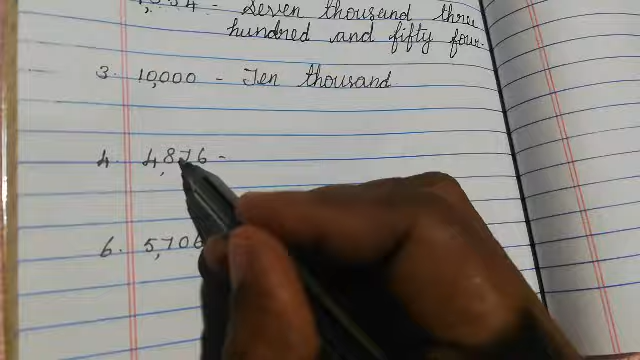 - Seven thousand three
hundred and fifty four.
3. 10,000 - Ten thousand
4. 4,876 -
6. 5,706